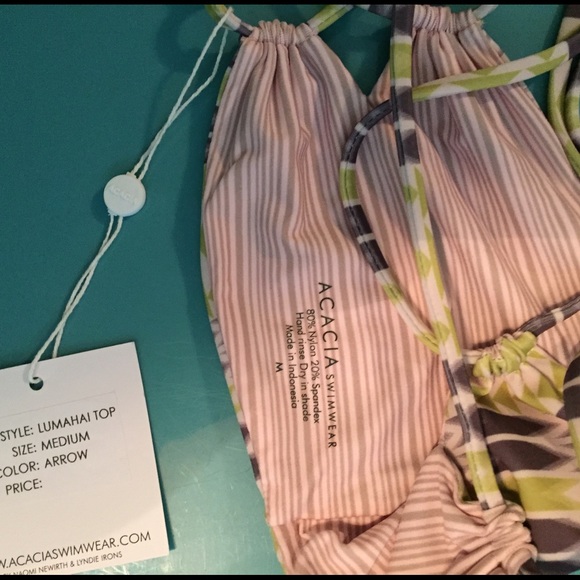 ACACIA
SWIMWEAR
80% Nylon 20% Spandex
Hand rinse Dry in shade
Made in Indonesia
M
STYLE: LUMAHAI TOP
SIZE: MEDIUM
COLOR: ARROW
PRICE:
W.ACACIASWIMWEAR.COM
NAOMI NEWIRTH & LYNDIE IRONS